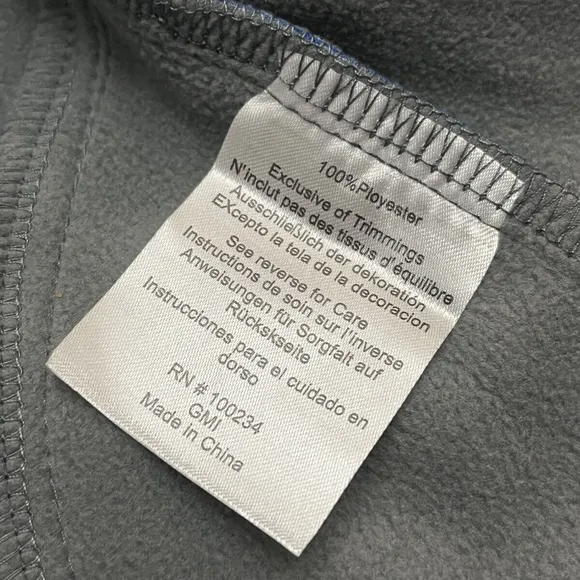 100%Ployester
Exclusive of Trimmings
N'inclut pas des tissus d'équilibre
Ausschließlich der dekoration
EXcepto la teia de la decoracion
See reverse for Care
Instructions de soin sur l'inverse
Anweisungen für Sorgfalt auf
Rückskseite
Instrucciones para el cuidado en
dorso
RN # 100234
GMI
Made in China